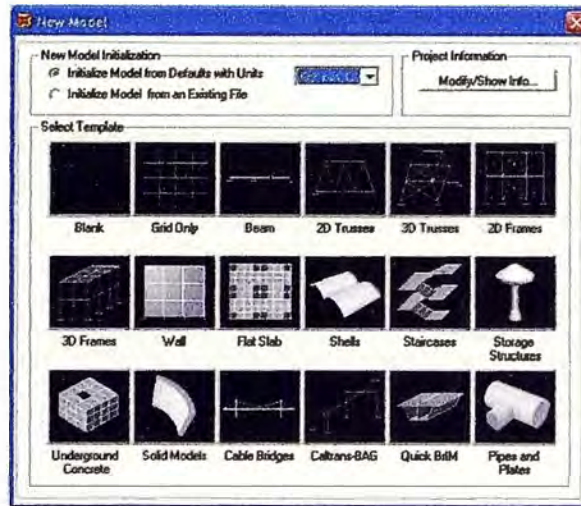 New Model
New Model Initialization
Initialize Model from Defaults with Units
Initialize Model from an Existing File
Project Information
Modify/Show Info...
Select Template
Blank
Grid Only
Beam
2D Trusses
3D Trusses
2D Frames
3D Frames
Wall
Flat Slab
Shells
Staircases
Storage
Structures
Underground
Concrete
Solid Models
Cable Bridges
Caltrans-BAG
Quick BrIM
Pipes and
Plates